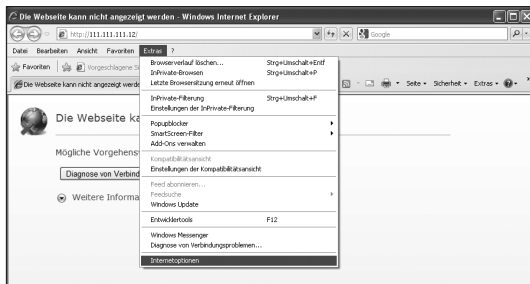 Die Webseite kann nicht angezeigt werden - Windows Internet Explorer
http://111.111.111.12/
Google
Datei Bearbeiten Ansicht Favoriten Extras ?
Favoriten
Vorgeschlagene
Die Webseite kann nicht angezeigt werde
Seite Sicherheit Extras
Browserverlauf löschen... Strg+Umschalt+Entf
InPrivate-Browsen Strg+Umschalt+P
Letzte Browsersitzung erneut öffnen
InPrivate-Filterung Strg+Umschalt+F
Einstellungen der InPrivate-Filterung
Popupblocker
SmartScreen-Filter
Add-Ons verwalten
Kompatibilitätsansicht
Einstellungen der Kompatibilitätsansicht
Feed abonnieren...
Feedsuche
Windows Update
Entwicklertools F12
Windows Messenger
Diagnose von Verbindungsproblemen...
Internetoptionen
Die Webseite ka
Mögliche Vorgehens
Diagnose von Verbind
Weitere Informa